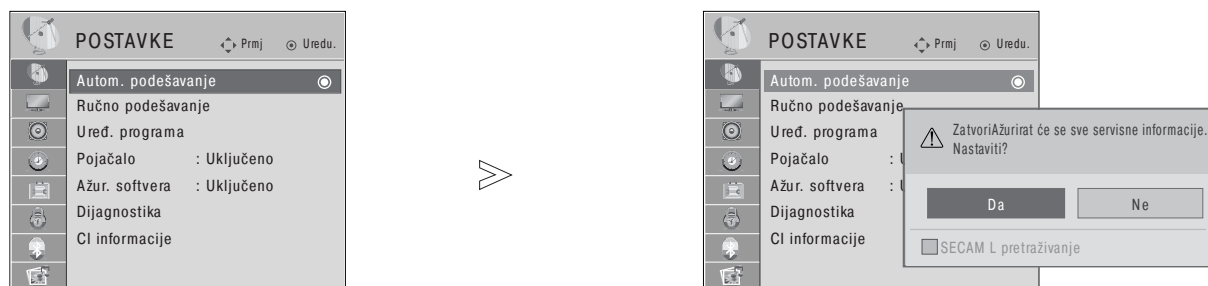 POSTAVKE Prmj Uredu.
Autom. podešavanje
Ručno podešavanje
Uređ. programa
Pojačalo : Uključeno
Ažur. softvera : Uključeno
Dijagnostika
CI informacije
POSTAVKE Prmj Uredu.
Autom. podešavanje
Ručno podešavanje
Uređ. programa
Pojačalo :
Ažur. softvera :
Dijagnostika
CI informacije
ZatvoriAžurirat će se sve servisne informacije.
Nastaviti?
Da Ne
SECAM L pretraživanje